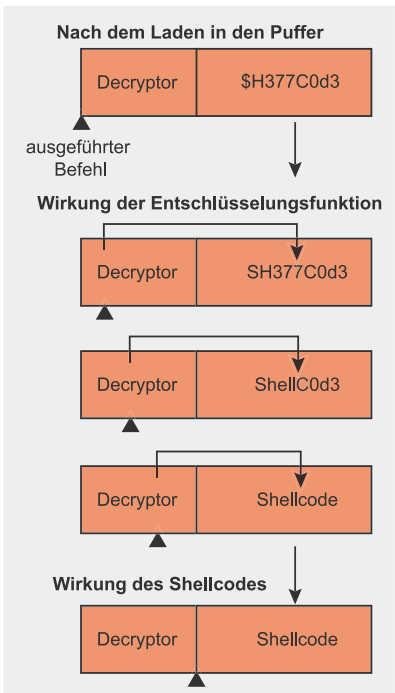 Nach dem Laden in den Puffer
Decryptor $H377C0d3
ausgeführter
Befehl
Wirkung der Entschlüsselungsfunktion
Decryptor SH377C0d3
Decryptor ShellC0d3
Decryptor Shellcode
Wirkung des Shellcodes
Decryptor Shellcode